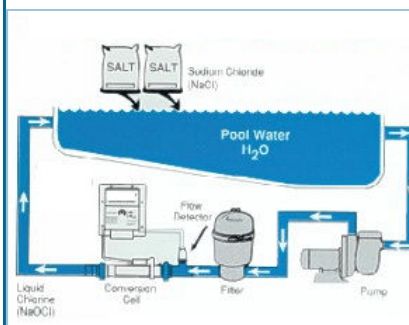 SALT SALT
Sodium Chloride
(NaCl)
Pool Water
H2O
Flow
Detector
Liquid
Chlorine
(NaOCl)
Conversion
Cell
Filter
Pump